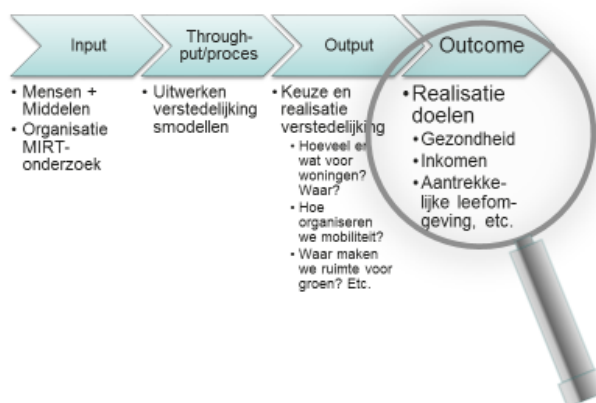 Input
Through-
put/proces
Output
Outcome
• Mensen +
Middelen
• Organisatie
MIRT-
onderzoek
• Uitwerken
verstedelijking
smodellen
• Keuze en
realisatie
verstedelijking
• Hoeveel en
wat voor
woningen?
Waar?
• Hoe
organiseren
we mobiliteit?
• Waar maken
we ruimte voor
groen? Etc.
• Realisatie
doelen
• Gezondheid
• Inkomen
• Aantrekke-
lijke leefom-
geving, etc.